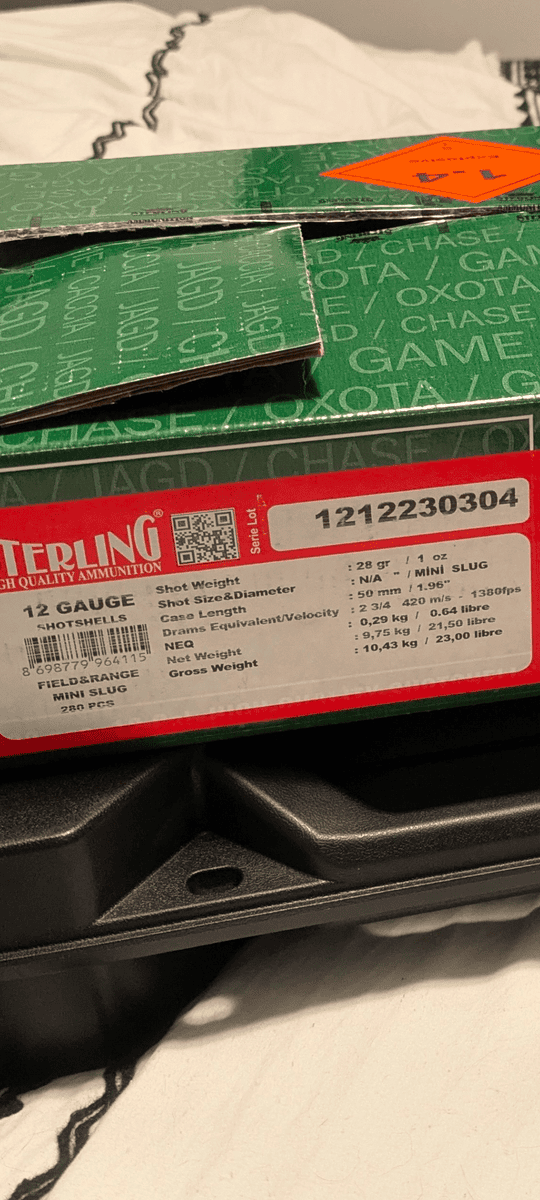 1.4
Explosive
D / CHASE /
OXOTA / GAM
E / OXOTA
D / CHASE
GAME
CACCIA / JAGD
JAGD / CH
CHASE / OXOTA / G
A / JAGD / CHASE / OX
TERLING®
GH QUALITY AMMUNITION
Serie Lot
1212230304
12 GAUGE
SHOTSHELLS
8 698779 964115
FIELD&RANGE
MINI SLUG
280 PCS
Shot Weight : 28 gr / 1 oz
Shot Size&Diameter : N/A " / MİNİ SLUG
Case Length : 50 mm / 1.96"
Drams Equivalent/Velocity : 2 3/4 420 m/s - 1380fps
NEQ : 0,29 kg / 0.64 libre
Net Weight : 9,75 kg / 21,50 libre
Gross Weight : 10,43 kg / 23,00 libre